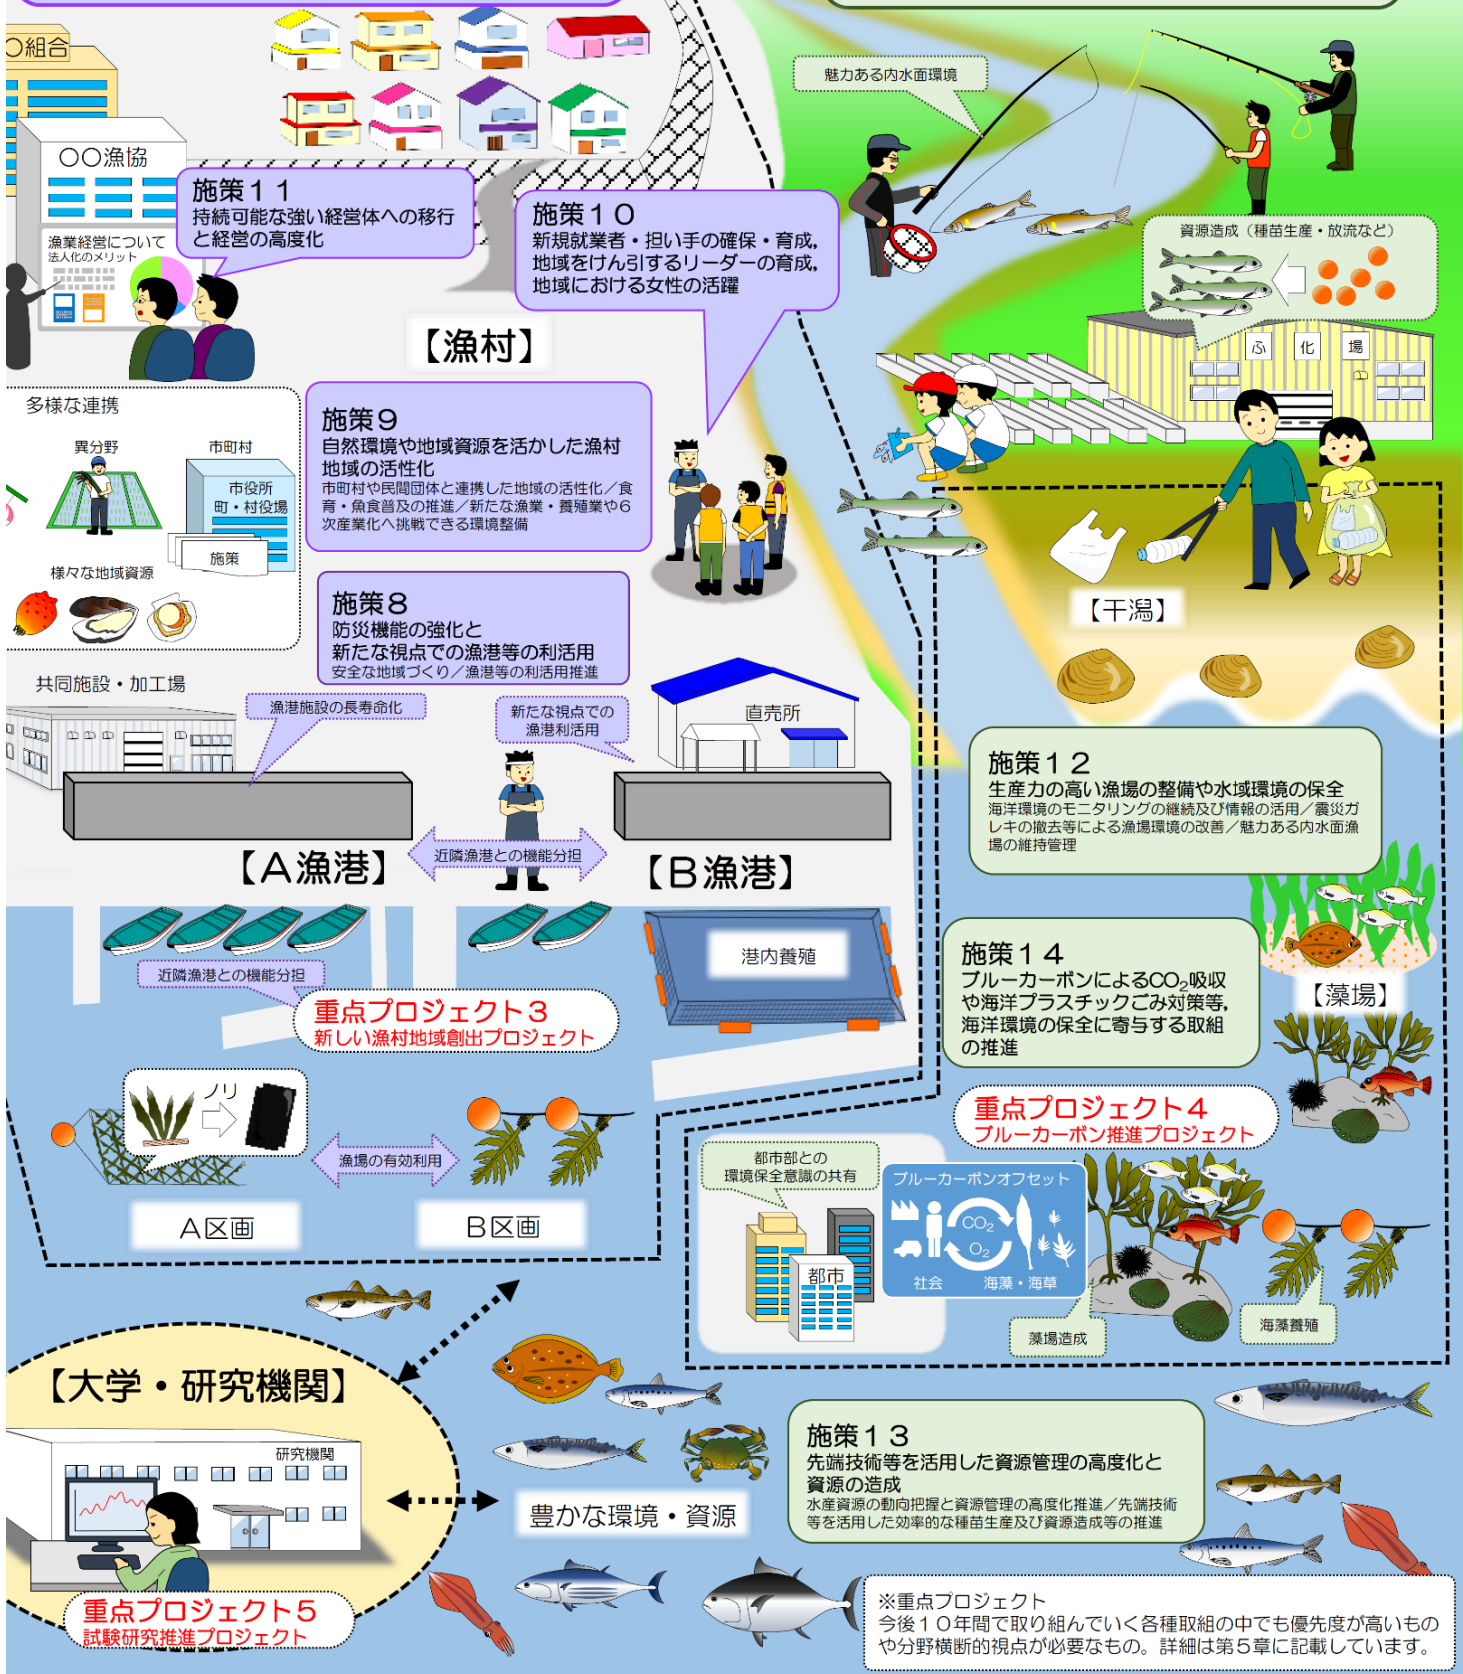 〇組合
〇〇漁協
漁業経営について
法人化のメリット
施策11
持続可能な強い経営体への移行
と経営の高度化
施策10
新規就業者・担い手の確保・育成,
地域をけん引するリーダーの育成,
地域における女性の活躍
【漁村】
魅力ある内水面環境
資源造成（種苗生産・放流など）
ふ化場
多様な連携
異分野
市町村
市役所
町・村役場
施策
様々な地域資源
施策9
自然環境や地域資源を活かした漁村
地域の活性化
市町村や民間団体と連携した地域の活性化／食
育・魚食普及の推進／新たな漁業・養殖業や6
次産業化へ挑戦できる環境整備
施策8
防災機能の強化と
新たな視点での漁港等の利活用
安全な地域づくり／漁港等の利活用推進
【干潟】
共同施設・加工場
漁港施設の長寿命化
新たな視点での
漁港利活用
直売所
【A漁港】
近隣漁港との機能分担
【B漁港】
施策12
生産力の高い漁場の整備や水域環境の保全
海洋環境のモニタリングの継続及び情報の活用／震災ガ
レキの撤去等による漁場環境の改善／魅力ある内水面漁
場の維持管理
近隣漁港との機能分担
港内養殖
重点プロジェクト3
新しい漁村地域創出プロジェクト
施策14
ブルーカーボンによるCO₂吸収
や海洋プラスチックごみ対策等,
海洋環境の保全に寄与する取組
の推進
【藻場】
重点プロジェクト4
ブルーカーボン推進プロジェクト
ノリ
漁場の有効利用
A区画
B区画
都市部との
環境保全意識の共有
都市
ブルーカーボンオフセット
CO₂
O₂
社会
海藻・海草
藻場造成
海藻養殖
【大学・研究機関】
研究機関
重点プロジェクト5
試験研究推進プロジェクト
豊かな環境・資源
施策13
先端技術等を活用した資源管理の高度化と
資源の造成
水産資源の動向把握と資源管理の高度化推進／先端技術
等を活用した効率的な種苗生産及び資源造成等の推進
※重点プロジェクト
今後10年間で取り組んでいく各種取組の中でも優先度が高いもの
や分野横断的視点が必要なもの。詳細は第5章に記載しています。